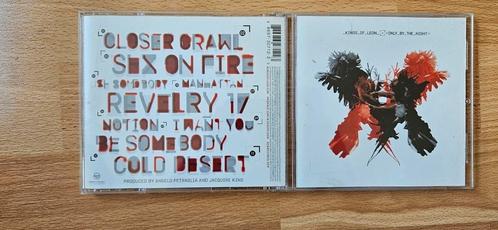 CLOSER CRAWL
SEX ON FIRE
USE SOMEBODY MANHATTAN
REVELRY 17
NOTION I WANT YOU
BE SOMEBODY
COLD DESERT
PRODUCED BY ANGELO PETRAGLIA AND JACQUIRE KING
KINGS OF LEON ONLY BY THE NIGHT